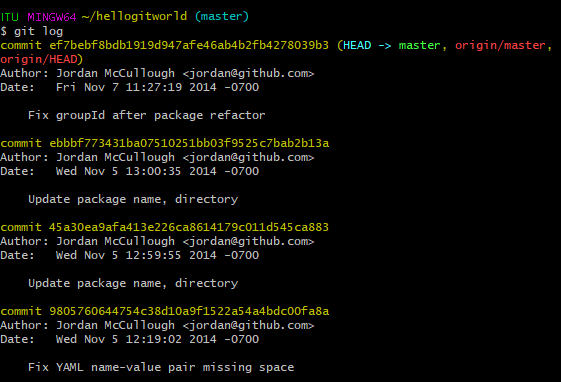 ITU MINGW64 ~/hellogitworld (master)
$ git log
commit ef7bebf8bdb1919d947afe46ab4b2fb4278039b3 (HEAD -> master, origin/master,
origin/HEAD)
Author: Jordan McCullough <jordan@github.com>
Date:   Fri Nov 7 11:27:19 2014 -0700
    Fix groupId after package refactor
commit ebbbf773431ba07510251bb03f9525c7bab2b13a
Author: Jordan McCullough <jordan@github.com>
Date:   Wed Nov 5 13:00:35 2014 -0700
    Update package name, directory
commit 45a30ea9afa413e226ca8614179c011d545ca883
Author: Jordan McCullough <jordan@github.com>
Date:   Wed Nov 5 12:59:55 2014 -0700
    Update package name, directory
commit 9805760644754c38d10a9f1522a54a4bdc00fa8a
Author: Jordan McCullough <jordan@github.com>
Date:   Wed Nov 5 12:19:02 2014 -0700
    Fix YAML name-value pair missing space